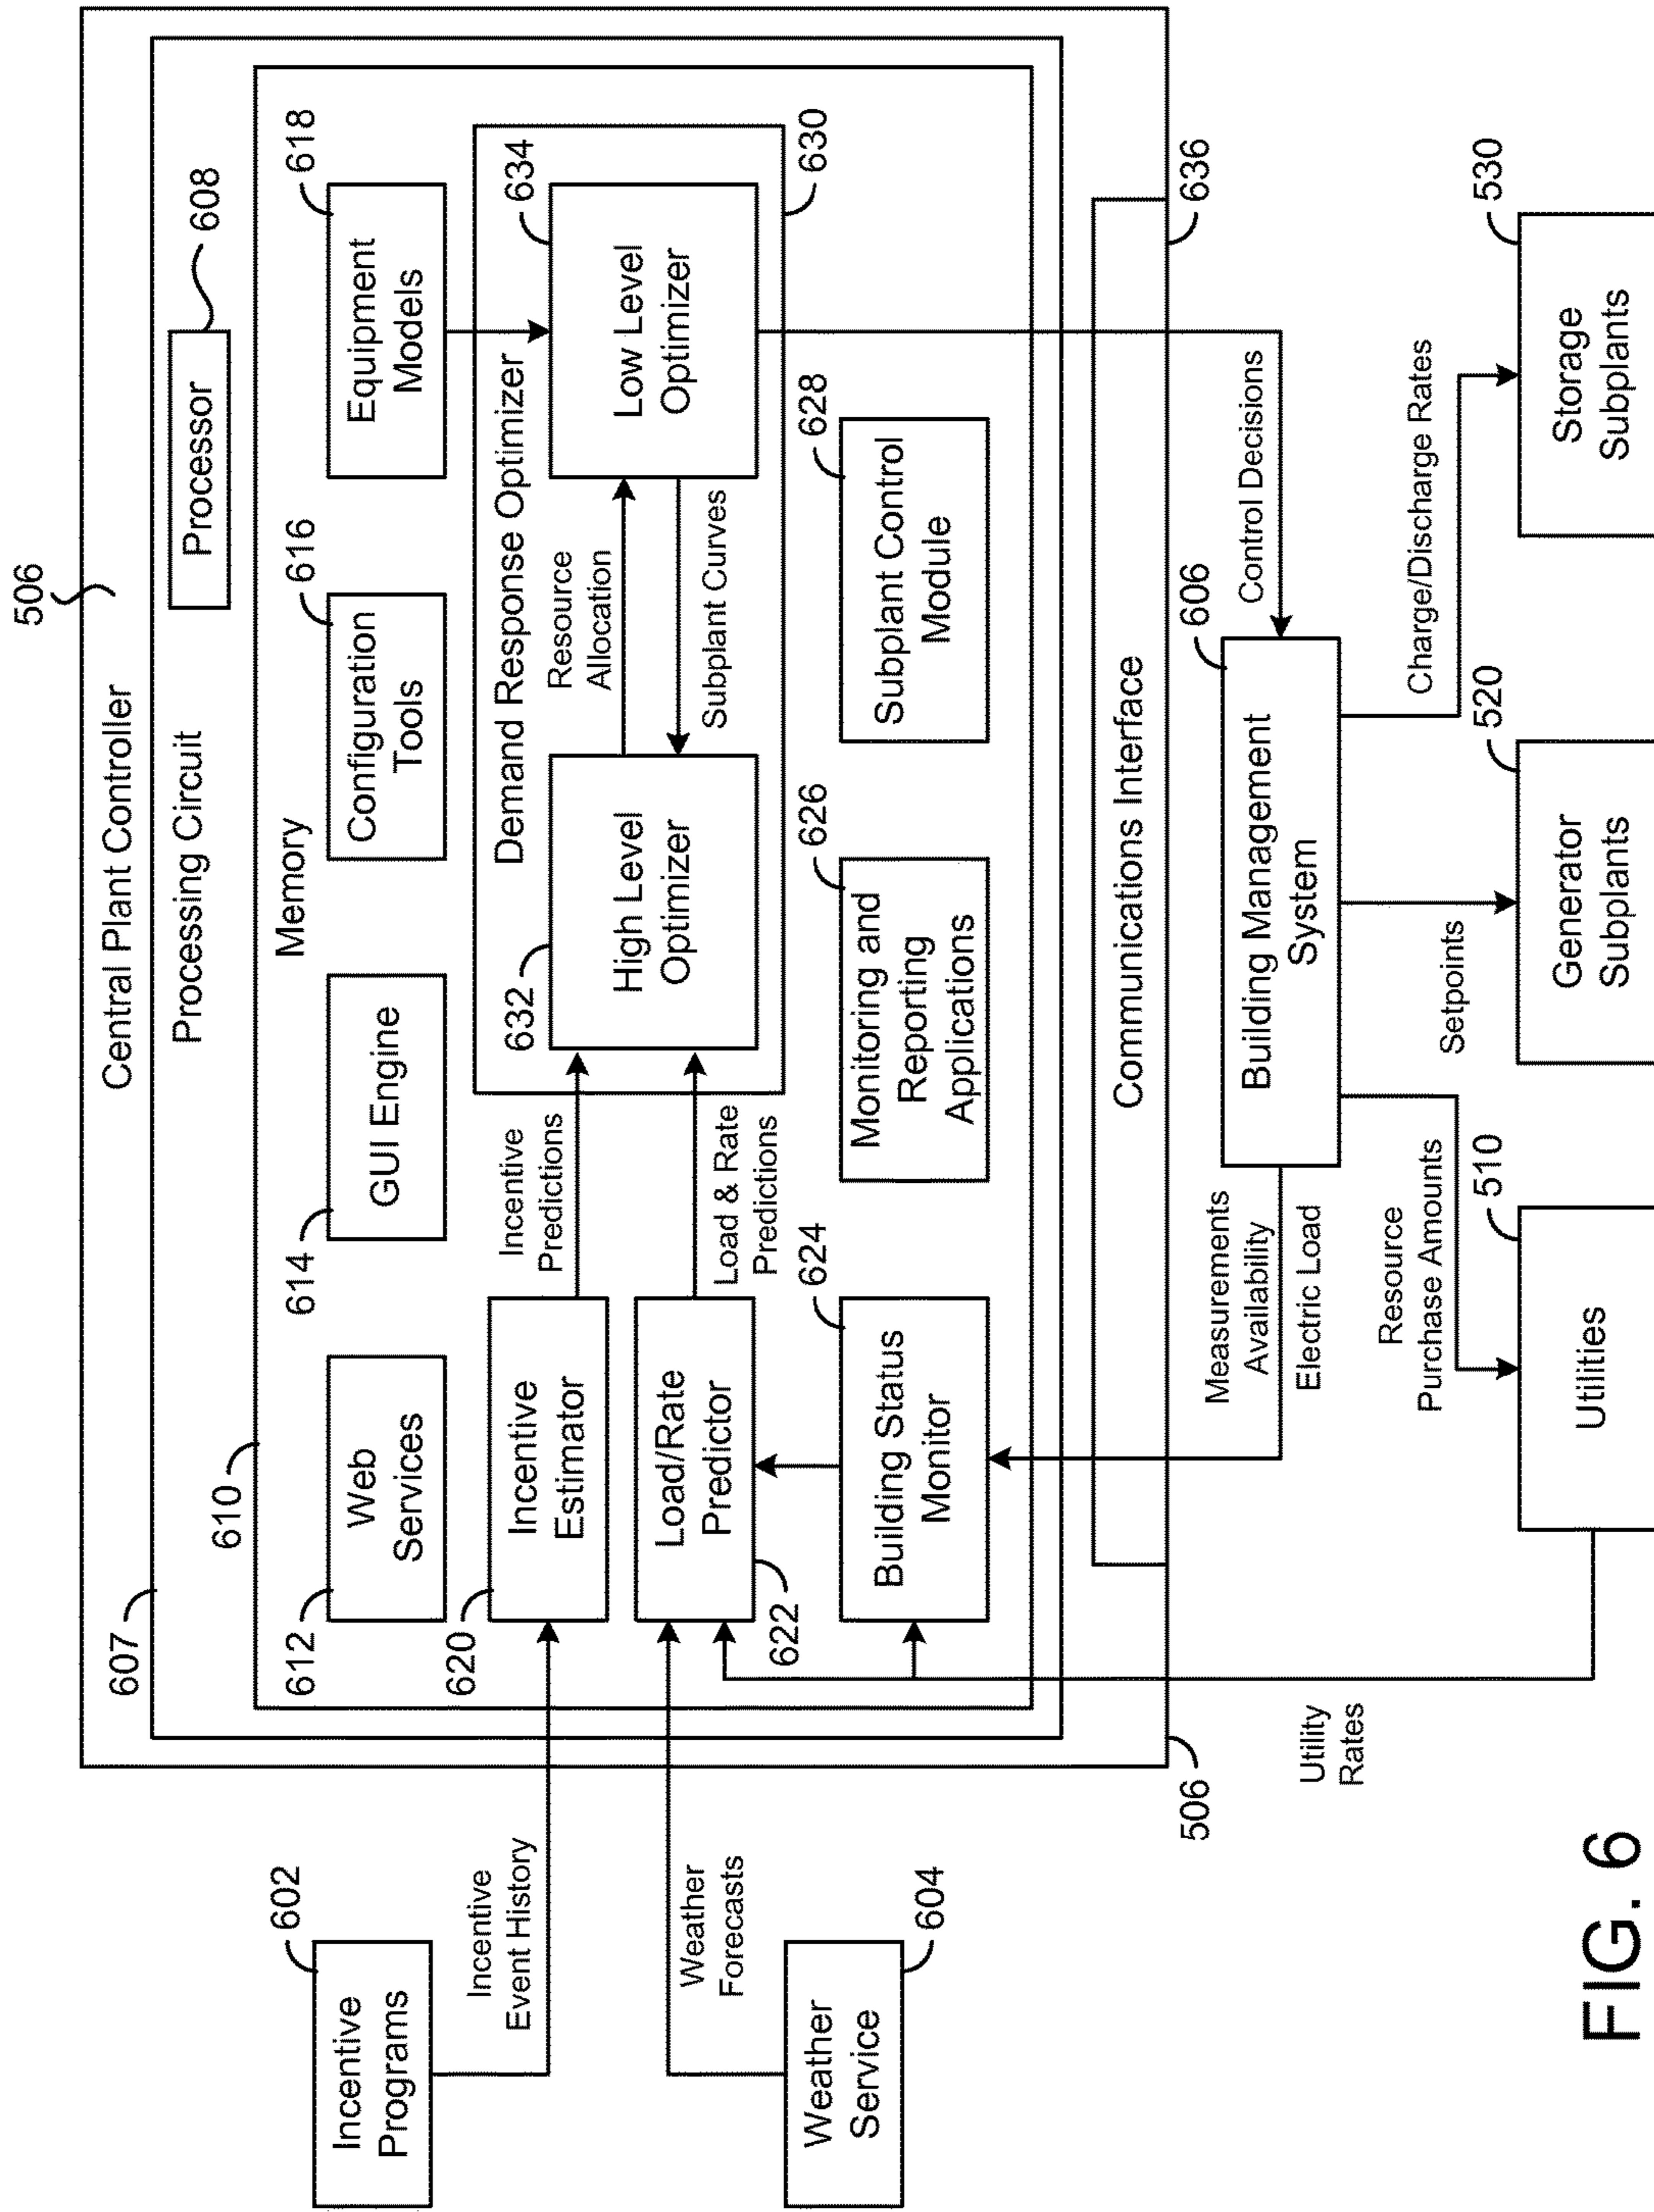 506
Central Plant Controller
607
Processing Circuit
Processor
608
610
Memory
612
Web
Services
614
GUI Engine
616
Configuration
Tools
618
Equipment
Models
602
Incentive
Programs
Incentive
Event History
620
Incentive
Estimator
Incentive
Predictions
Demand Response Optimizer
630
632
High Level
Optimizer
Resource
Allocation
Subplant Curves
634
Low Level
Optimizer
604
Weather
Service
Weather
Forecasts
622
Load/Rate
Predictor
Load & Rate
Predictions
624
Building Status
Monitor
626
Monitoring and
Reporting
Applications
628
Subplant Control
Module
506
Communications Interface
636
Measurements
Availability
Electric Load
606
Building Management
System
Control Decisions
Utility
Rates
Resource
Purchase Amounts
Setpoints
Charge/Discharge Rates
510
Utilities
520
Generator
Subplants
530
Storage
Subplants
FIG. 6